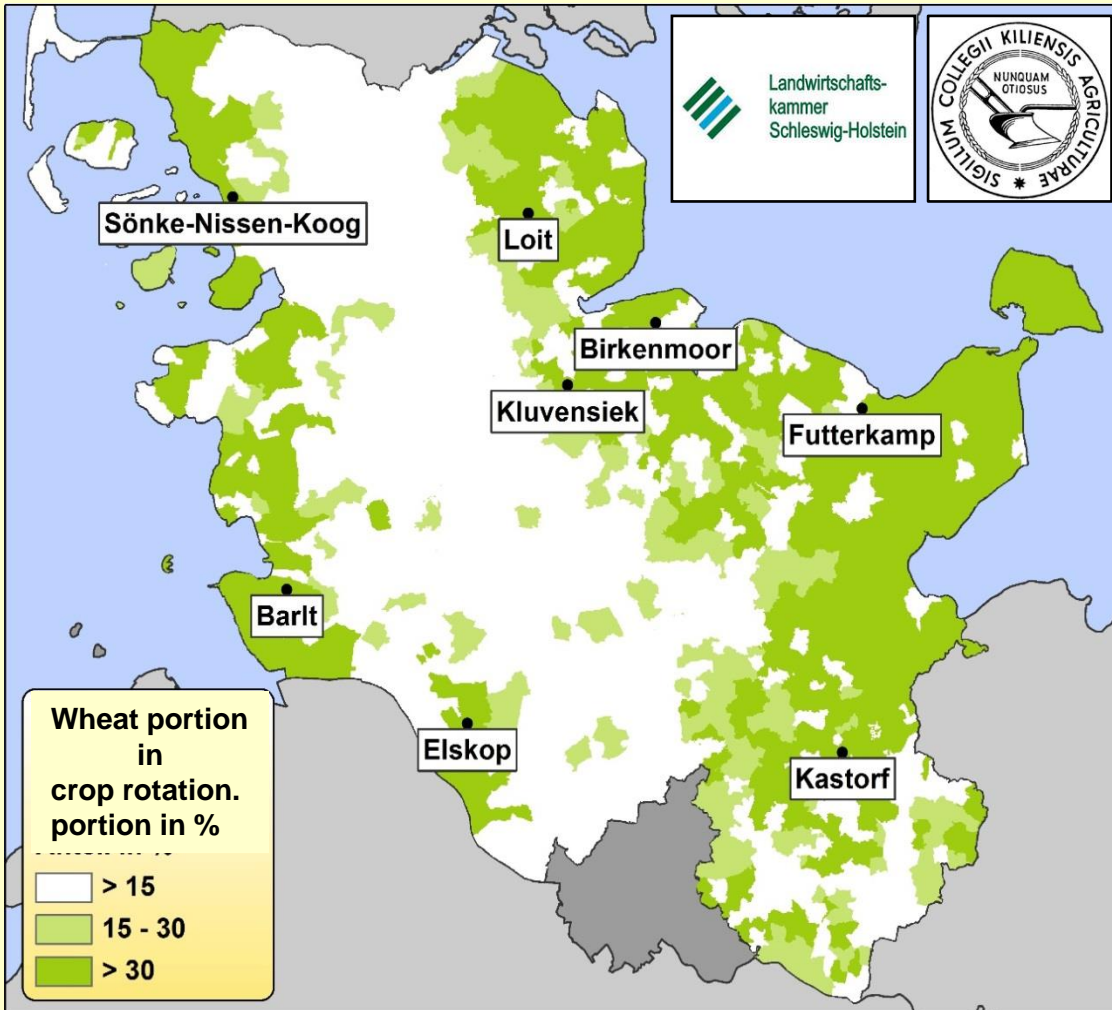 Landwirtschafts-
kammer
Schleswig-Holstein
SIGILLUM COLLEGII KILIENSIS AGRICULTURAE
NUNQUAM
OTIOSUS
Sönke-Nissen-Koog
Loit
Birkenmoor
Kluvensiek
Futterkamp
Barlt
Elskop
Kastorf
Wheat portion
in
crop rotation.
portion in %
> 15
15 - 30
> 30